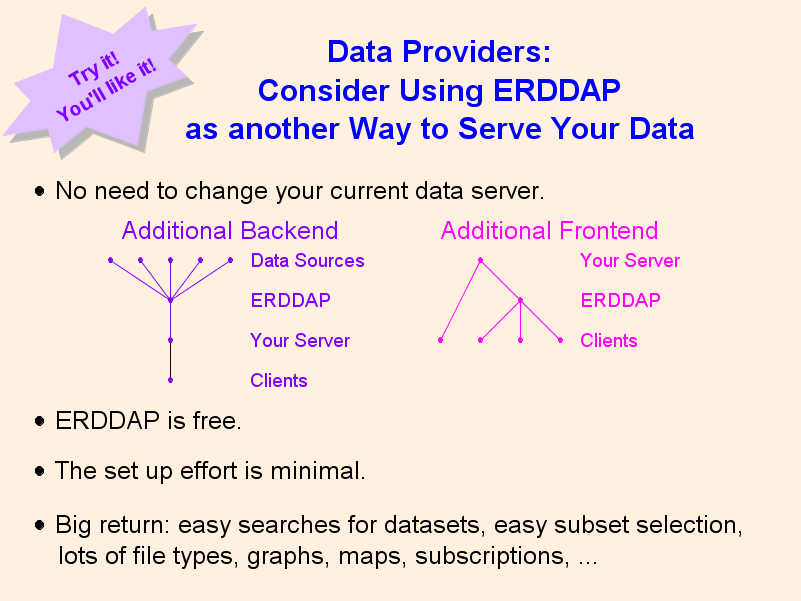 Try it!
You'll like it!
Data Providers:
Consider Using ERDDAP
as another Way to Serve Your Data
• No need to change your current data server.
Additional Backend
Data Sources
ERDDAP
Your Server
Clients
Additional Frontend
Your Server
ERDDAP
Clients
• ERDDAP is free.
• The set up effort is minimal.
• Big return: easy searches for datasets, easy subset selection,
lots of file types, graphs, maps, subscriptions, ...